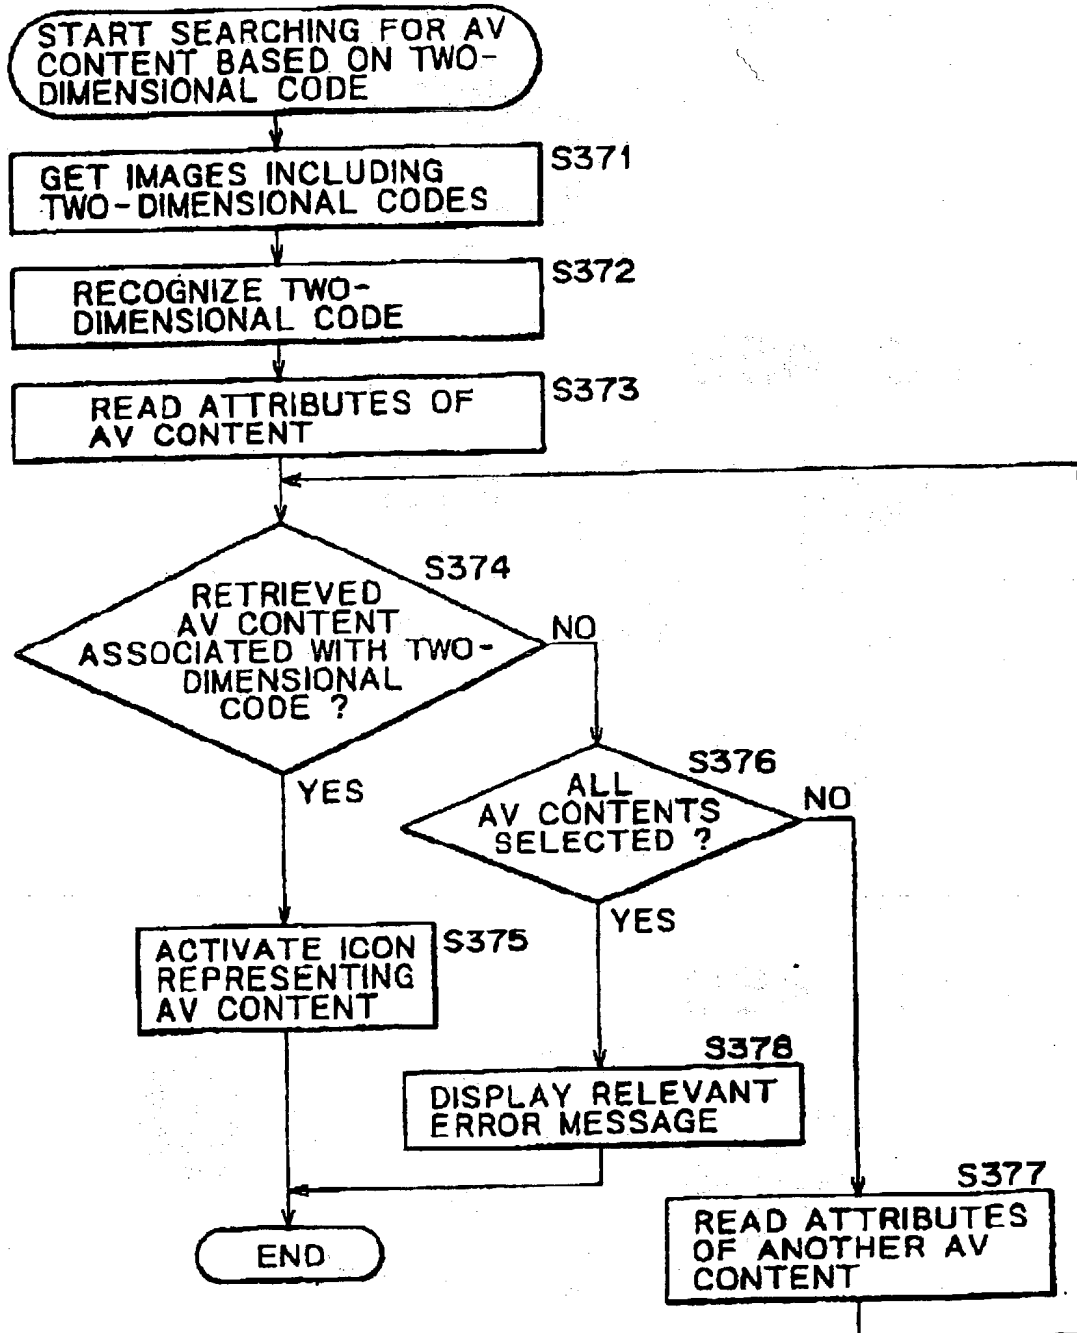 START SEARCHING FOR AV
CONTENT BASED ON TWO-
DIMENSIONAL CODE
S371
GET IMAGES INCLUDING
TWO-DIMENSIONAL CODES
S372
RECOGNIZE TWO-
DIMENSIONAL CODE
S373
READ ATTRIBUTES OF
AV CONTENT
S374
RETRIEVED
AV CONTENT
ASSOCIATED WITH TWO-
DIMENSIONAL
CODE ?
NO
YES
S376
ALL
AV CONTENTS
SELECTED ?
NO
YES
S375
ACTIVATE ICON
REPRESENTING
AV CONTENT
S378
DISPLAY RELEVANT
ERROR MESSAGE
S377
READ ATTRIBUTES
OF ANOTHER AV
CONTENT
END